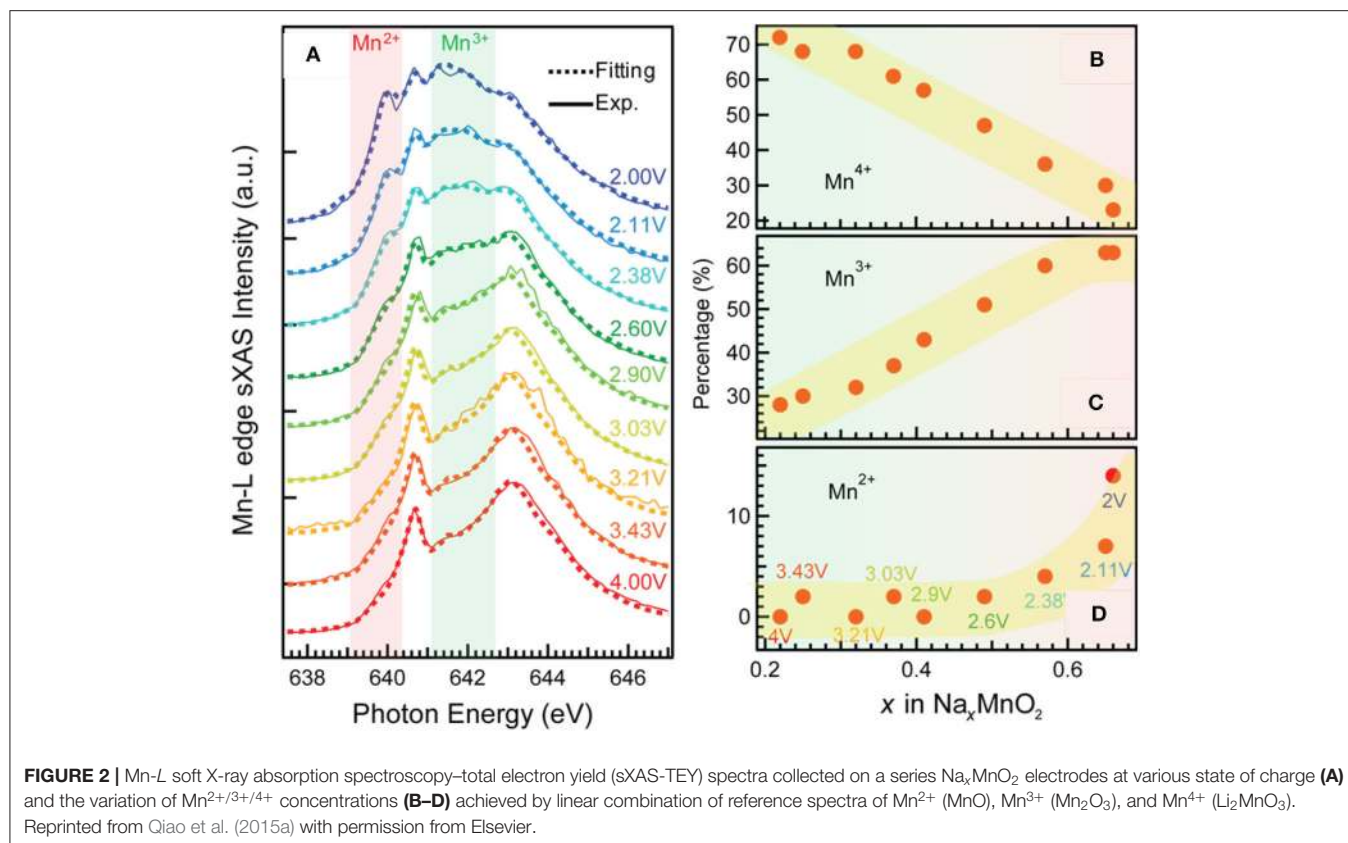 A
Mn²⁺
Mn³⁺
Fitting
Exp.
2.00V
2.11V
2.38V
2.60V
2.90V
3.03V
3.21V
3.43V
4.00V
Mn-L edge sXAS Intensity (a.u.)
638 640 642 644 646
Photon Energy (eV)
B
70
60
50
40
30
20
Mn⁴⁺
C
60
50
40
30
Mn³⁺
Percentage (%)
D
10
0
Mn²⁺
2V
3.43V
3.03V
2.9V
2.11V
2.38V
4V
3.21V
2.6V
0.2 0.4 0.6
x in NaₓMnO₂
FIGURE 2 | Mn-L soft X-ray absorption spectroscopy–total electron yield (sXAS-TEY) spectra collected on a series NaₓMnO₂ electrodes at various state of charge (A)
and the variation of Mn²⁺/³⁺/⁴⁺ concentrations (B–D) achieved by linear combination of reference spectra of Mn²⁺ (MnO), Mn³⁺ (Mn₂O₃), and Mn⁴⁺ (Li₂MnO₃).
Reprinted from Qiao et al. (2015a) with permission from Elsevier.